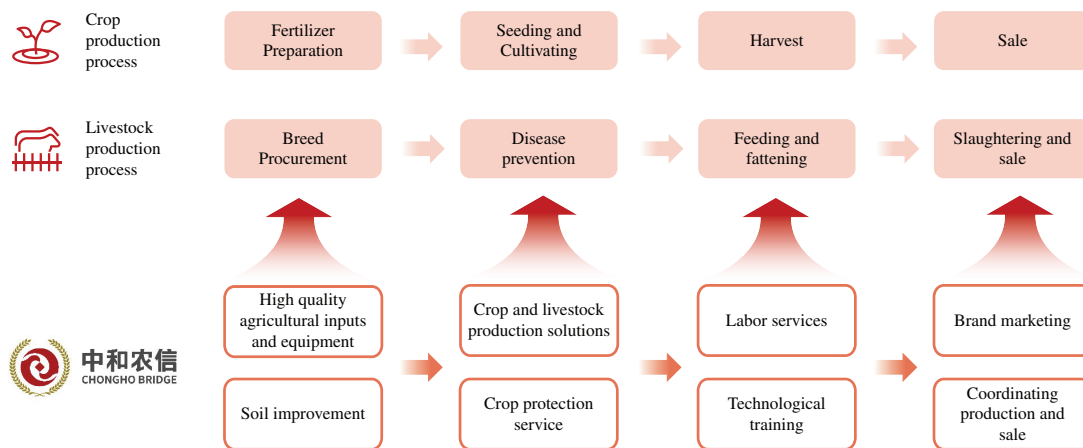 Crop
production
process
Fertilizer
Preparation
Seeding and
Cultivating
Harvest
Sale
Livestock
production
process
Breed
Procurement
Disease
prevention
Feeding and
fattening
Slaughtering and
sale
High quality
agricultural inputs
and equipment
Crop and livestock
production solutions
Labor services
Brand marketing
中和农信
CHONGHO BRIDGE
Soil improvement
Crop protection
service
Technological
training
Coordinating
production and
sale